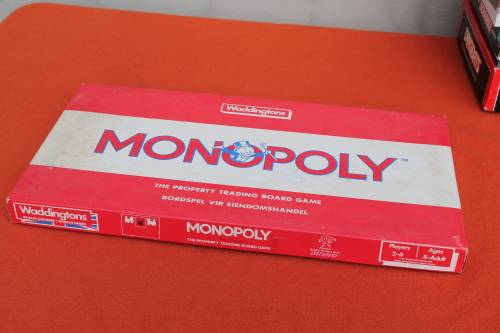 Waddingtons
MONOPOLY™
THE PROPERTY TRADING BOARD GAME
BORDSPEL VIR EIENDOMSHANDEL
Waddingtons
MONOPOLY
THE PROPERTY TRADING BOARD GAME
Players
2-6
Ages
8-Adult